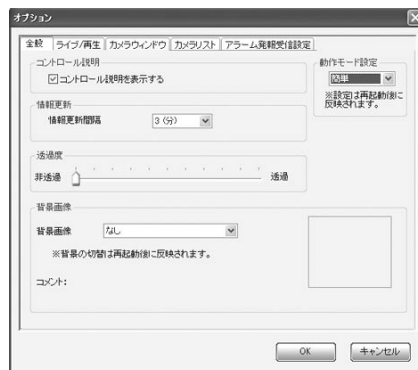 オプション
全般 ライブ/再生 カメラウィンドウ カメラリスト アラーム発報受信設定
コントロール説明
コントロール説明を表示する
動作モード設定
簡単
※設定は再起動後に
反映されます。
情報更新
情報更新間隔 3 (分)
透過度
非透過 透過
背景画像
背景画像 なし
※背景の切替は再起動後に反映されます。
コメント:
OK キャンセル